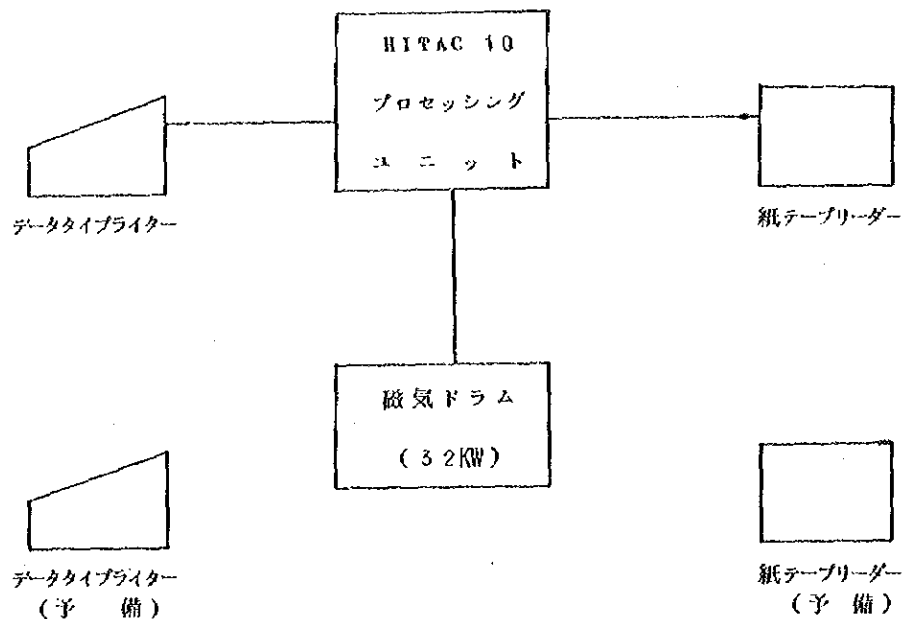 HITAC 10
プロセッシング
ユニット
データタイプライター
紙テープリーダー
磁気ドラム
(32KW)
データタイプライター
(予備)
紙テープリーダー
(予備)